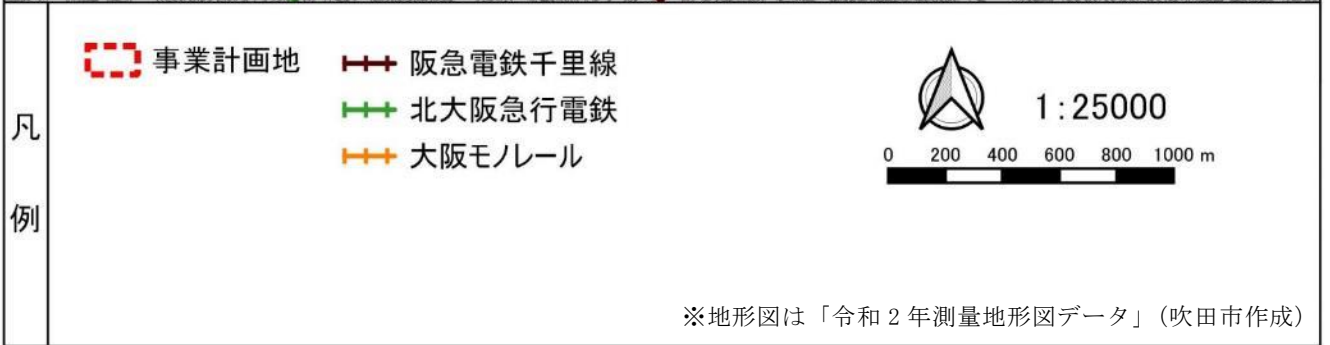 凡例
事業計画地
阪急電鉄千里線
北大阪急行電鉄
大阪モノレール
1:25000
0 200 400 600 800 1000 m
※地形図は「令和2年測量地形図データ」(吹田市作成)